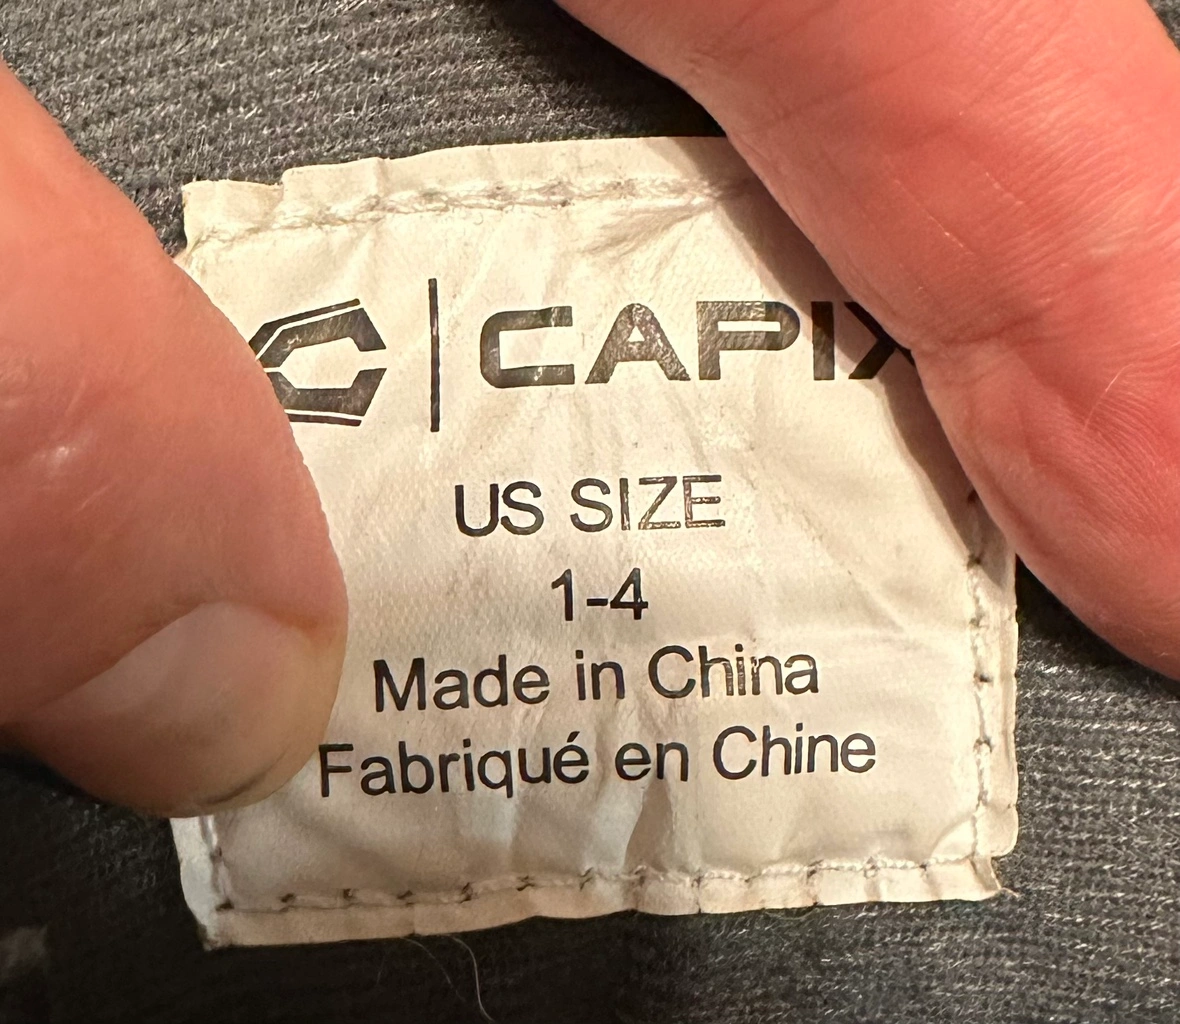 CAPIX
US SIZE
1-4
Made in China
Fabriqué en Chine